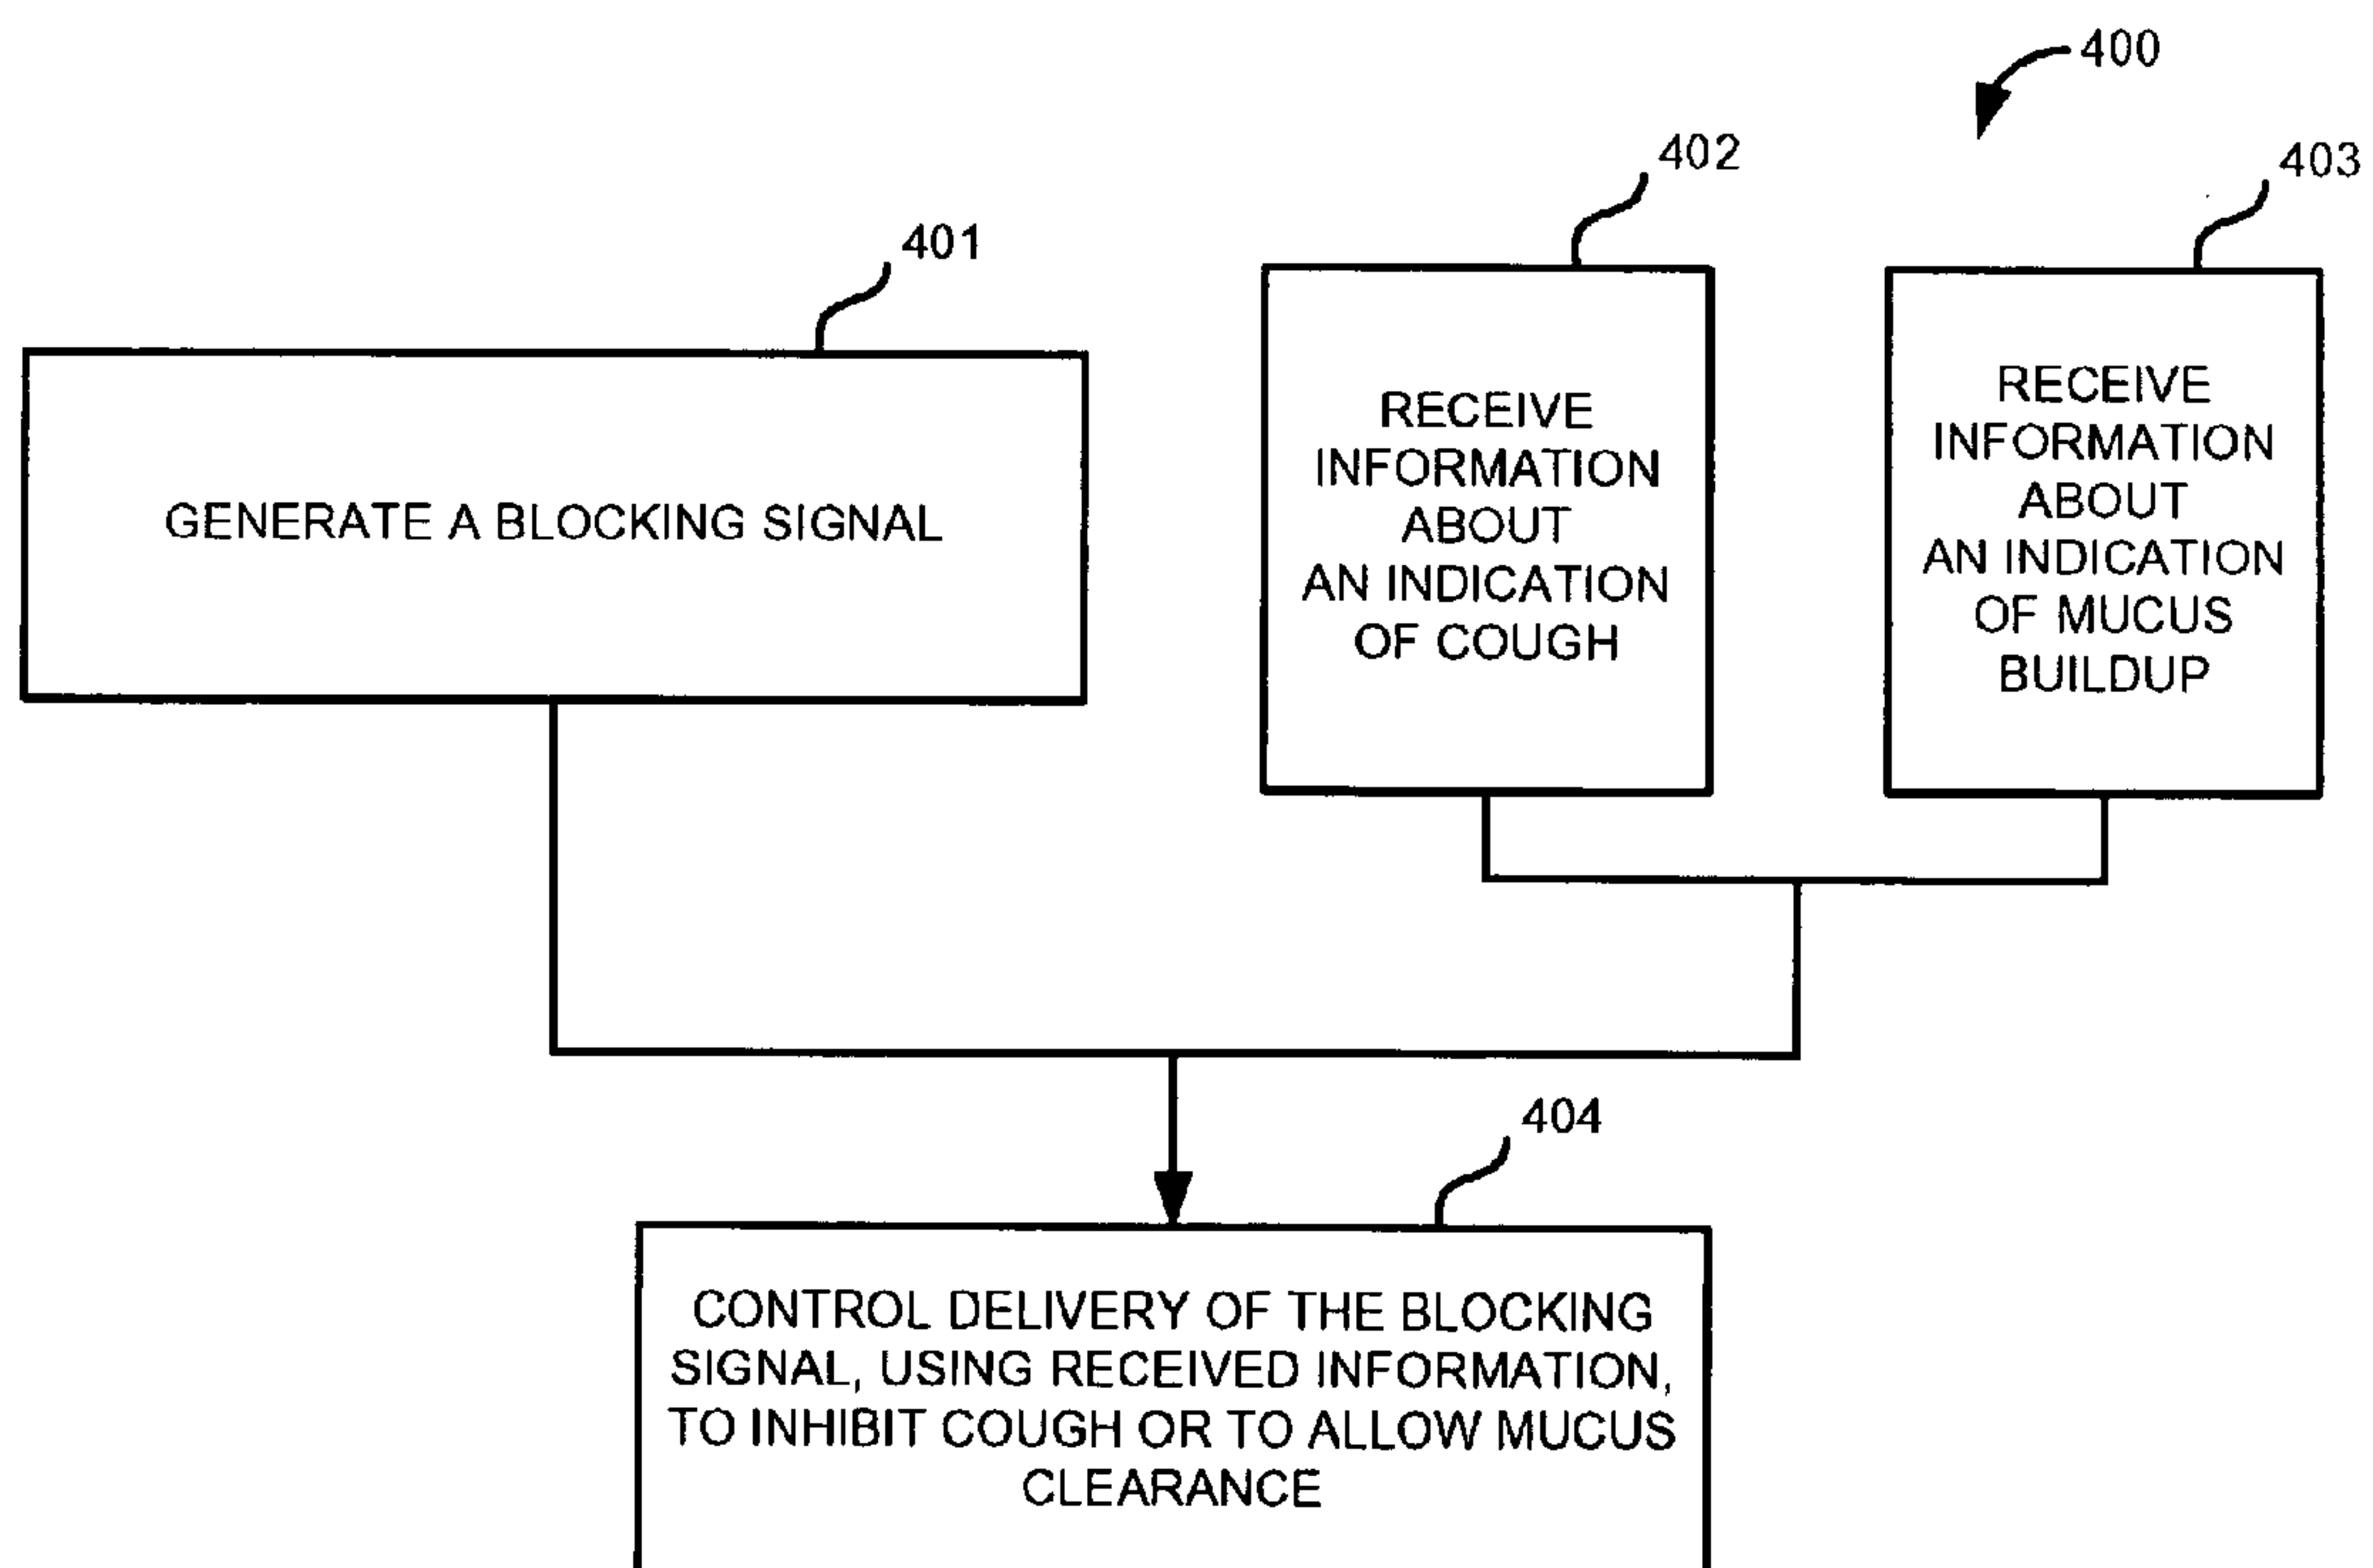 400
402
403
401
GENERATE A BLOCKING SIGNAL
RECEIVE
INFORMATION
ABOUT
AN INDICATION
OF COUGH
RECEIVE
INFORMATION
ABOUT
AN INDICATION
OF MUCUS
BUILDUP
404
CONTROL DELIVERY OF THE BLOCKING
SIGNAL, USING RECEIVED INFORMATION,
TO INHIBIT COUGH OR TO ALLOW MUCUS
CLEARANCE